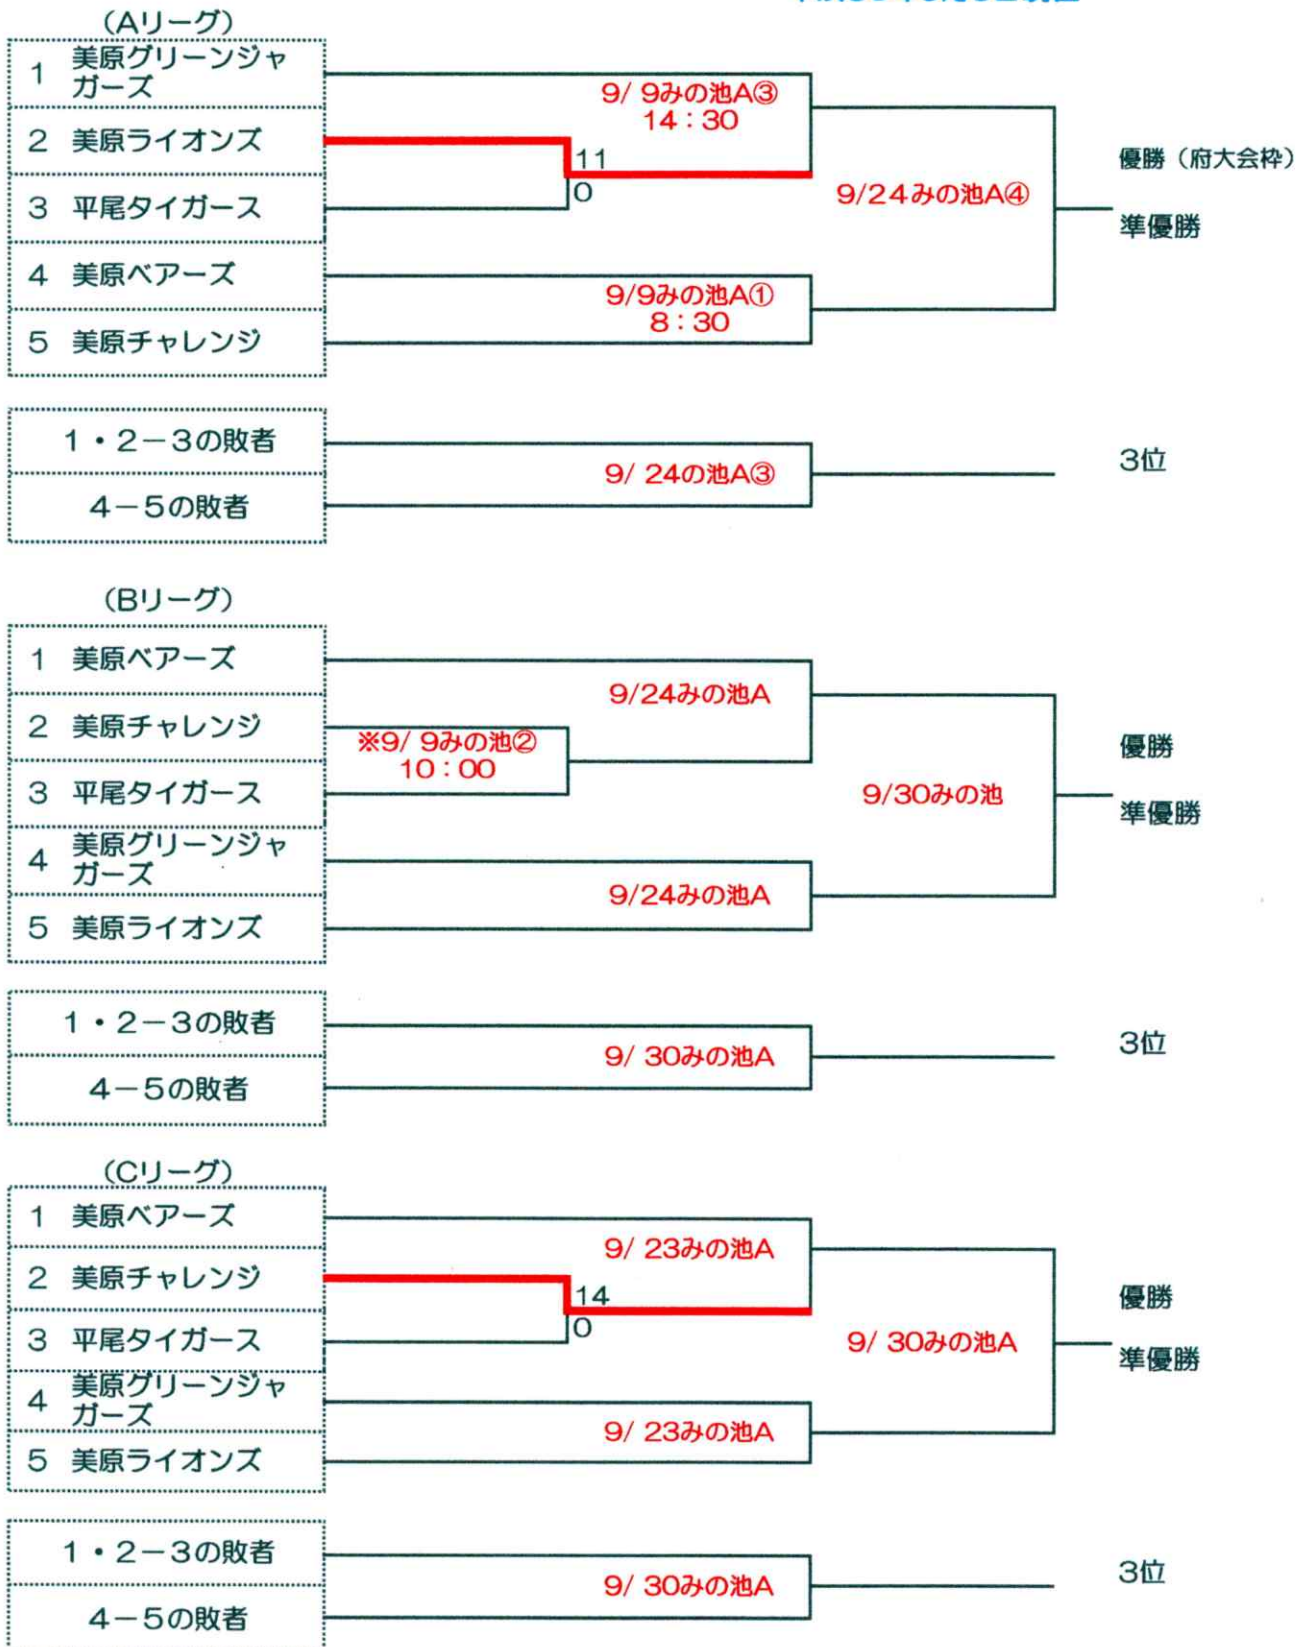 (Aリーグ)
1 美原グリーンジャ
ガーズ
9/ 9みの池A③
14：30
2 美原ライオンズ
11
0
優勝（府大会枠）
9/24みの池A④
3 平尾タイガース
準優勝
4 美原ベアーズ
9/9みの池A①
8：30
5 美原チャレンジ
1・2－3の敗者
9/ 24の池A③
3位
4－5の敗者
(Bリーグ)
1 美原ベアーズ
9/24みの池A
2 美原チャレンジ
※9/ 9みの池②
10：00
優勝
3 平尾タイガース
9/30みの池
準優勝
4 美原グリーンジャ
ガーズ
9/24みの池A
5 美原ライオンズ
1・2－3の敗者
9/ 30みの池A
3位
4－5の敗者
(Cリーグ)
1 美原ベアーズ
9/ 23みの池A
2 美原チャレンジ
14
0
優勝
3 平尾タイガース
9/ 30みの池A
準優勝
4 美原グリーンジャ
ガーズ
9/ 23みの池A
5 美原ライオンズ
1・2－3の敗者
9/ 30みの池A
3位
4－5の敗者